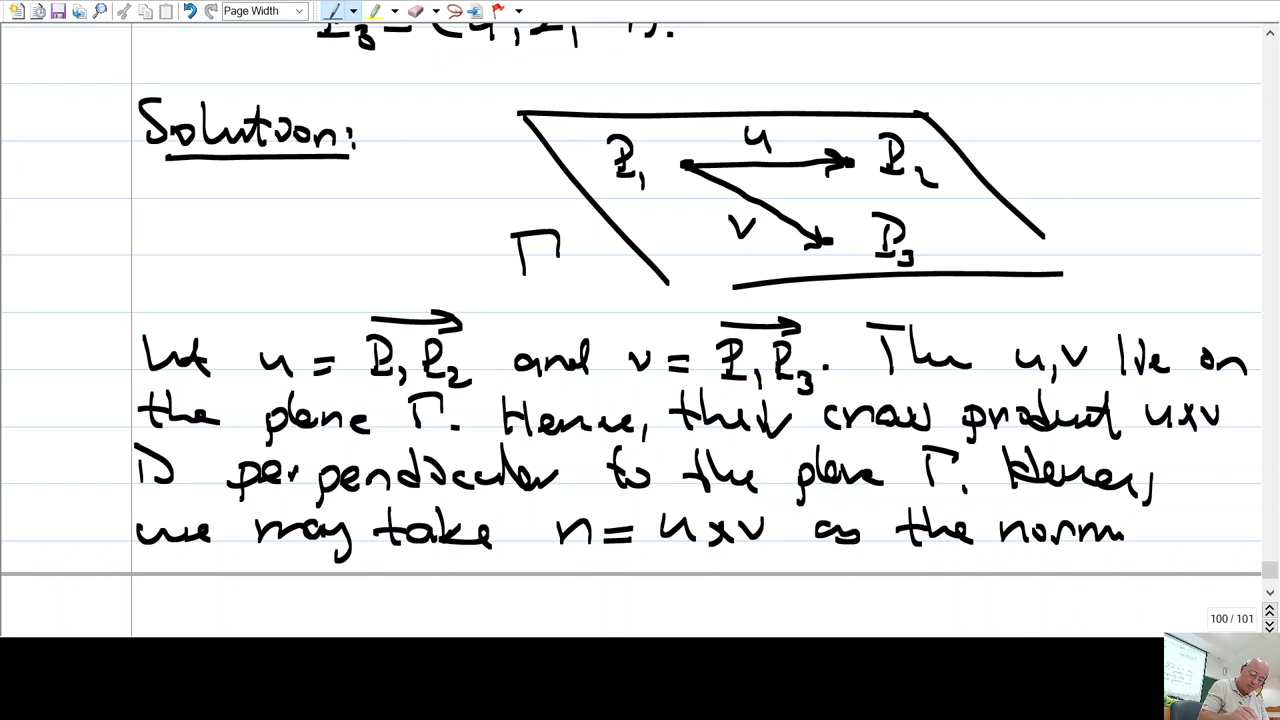 Page Width
Solution:
P₁ u P₂
v P₃
Γ
Let u = P₁P₂ and v = P₁P₃. The u,v lie on
the plane Γ. Hence, their cross product u×v
is perpendicular to the plane Γ. Hence,
we may take n = u×v as the norm
100 / 101